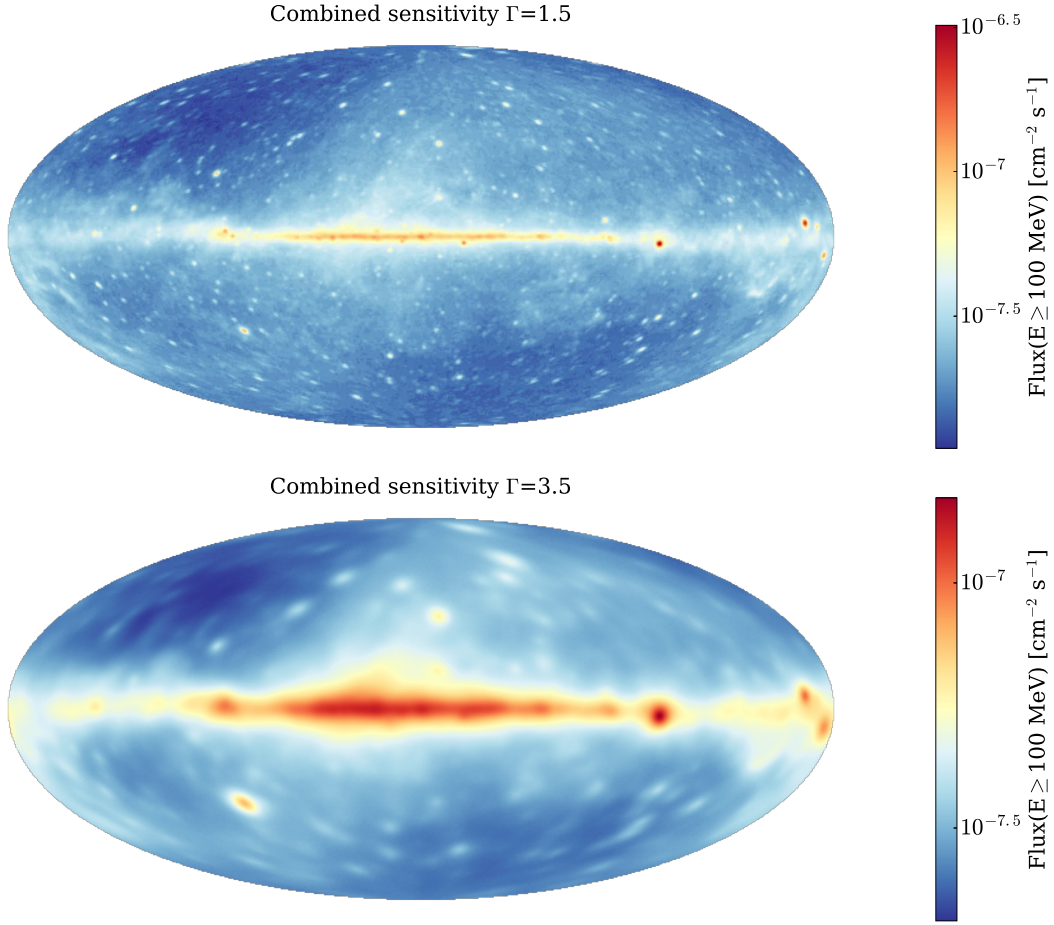 Combined sensitivity Γ=1.5
10^−6.5
10^−7
10^−7.5
Flux(E ≥ 100 MeV) [cm^−2 s^−1]
Combined sensitivity Γ=3.5
10^−7
10^−7.5
Flux(E ≥ 100 MeV) [cm^−2 s^−1]